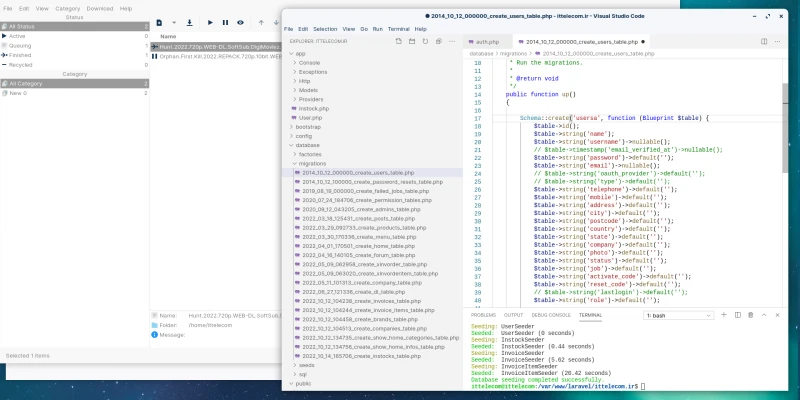 File Edit View Category Download Help
Status
All Status 2
Active 0
Queuing 1
Finished 1
Recycled 0
Category
All Category 2
New 0 2
Name
Hunt.2022.720p.WEB-DL.SoftSub.DigiMoviez.
Orphan.First.Kill.2022.REPACK.720p.10bit.WEB
Name: Hunt.2022.720p.WEB-DL.SoftSub.
Folder: /home/ittelecom
Message:
Selected 1 items
2014_10_12_000000_create_users_table.php - ittelecom.ir - Visual Studio Code
File Edit Selection View Go Run Terminal Help
EXPLORER: ITTELECOM.IR
app
Console
Exceptions
Http
Models
Providers
Instock.php
User.php
bootstrap
config
database
factories
migrations
2014_10_12_000000_create_users_table.php
2014_10_12_100000_create_password_resets_table.php
2019_08_19_000000_create_failed_jobs_table.php
2020_07_24_184706_create_permission_tables.php
2020_09_12_043205_create_admins_table.php
2022_03_18_125431_create_posts_table.php
2022_03_29_092733_create_products_table.php
2022_03_30_170336_create_menu_table.php
2022_04_01_170501_create_home_table.php
2022_04_16_140105_create_forum_table.php
2022_05_09_062958_create_xinvorder_table.php
2022_05_09_063020_create_xinvorderitem_table.php
2022_05_11_101313_create_company_table.php
2022_06_27_121336_create_dl_table.php
2022_10_12_104238_create_invoices_table.php
2022_10_12_104244_create_invoice_items_table.php
2022_10_12_104458_create_brands_table.php
2022_10_12_104513_create_companies_table.php
2022_10_12_134735_create_show_home_categories_table.php
2022_10_12_134756_create_show_home_infos_table.php
2022_10_14_165706_create_instocks_table.php
seeds
sql
public
auth.php 2014_10_12_000000_create_users_table.php
database > migrations > 2014_10_12_000000_create_users_table.php
10 * Run the migrations.
11 *
12 * @return void
13 */
14 public function up()
15 {
16
17 Schema::create('usersa', function (Blueprint $table) {
18 $table->id();
19 $table->string('name');
20 $table->string('username')->nullable();
21 // $table->timestamp('email_verified_at')->nullable();
22 $table->string('password')->default('');
23 $table->string('email')->nullable();
24 // $table->string('oauth_provider')->default('');
25 // $table->string('type')->default('');
26 $table->string('telephone')->default('');
27 $table->string('mobile')->default('');
28 $table->string('address')->default('');
29 $table->string('city')->default('');
30 $table->string('postcode')->default('');
31 $table->string('country')->default('');
32 $table->string('state')->default('');
33 $table->string('company')->default('');
34 $table->string('photo')->default('');
35 $table->string('status')->default('');
36 $table->string('job')->default('');
37 $table->string('activate_code')->default('');
38 $table->string('reset_code')->default('');
39 // $table->string('lastlogin')->default('');
40 $table->string('role')->default('');
PROBLEMS OUTPUT DEBUG CONSOLE TERMINAL 1: bash
Seeding: UserSeeder
Seeded: UserSeeder (0 seconds)
Seeding: InstockSeeder
Seeded: InstockSeeder (0.44 seconds)
Seeding: InvoiceSeeder
Seeded: InvoiceSeeder (5.62 seconds)
Seeding: InvoiceItemSeeder
Seeded: InvoiceItemSeeder (20.42 seconds)
Database seeding completed successfully.
ittelecom@ittelecom:/var/www/laravel/ittelecom.ir$